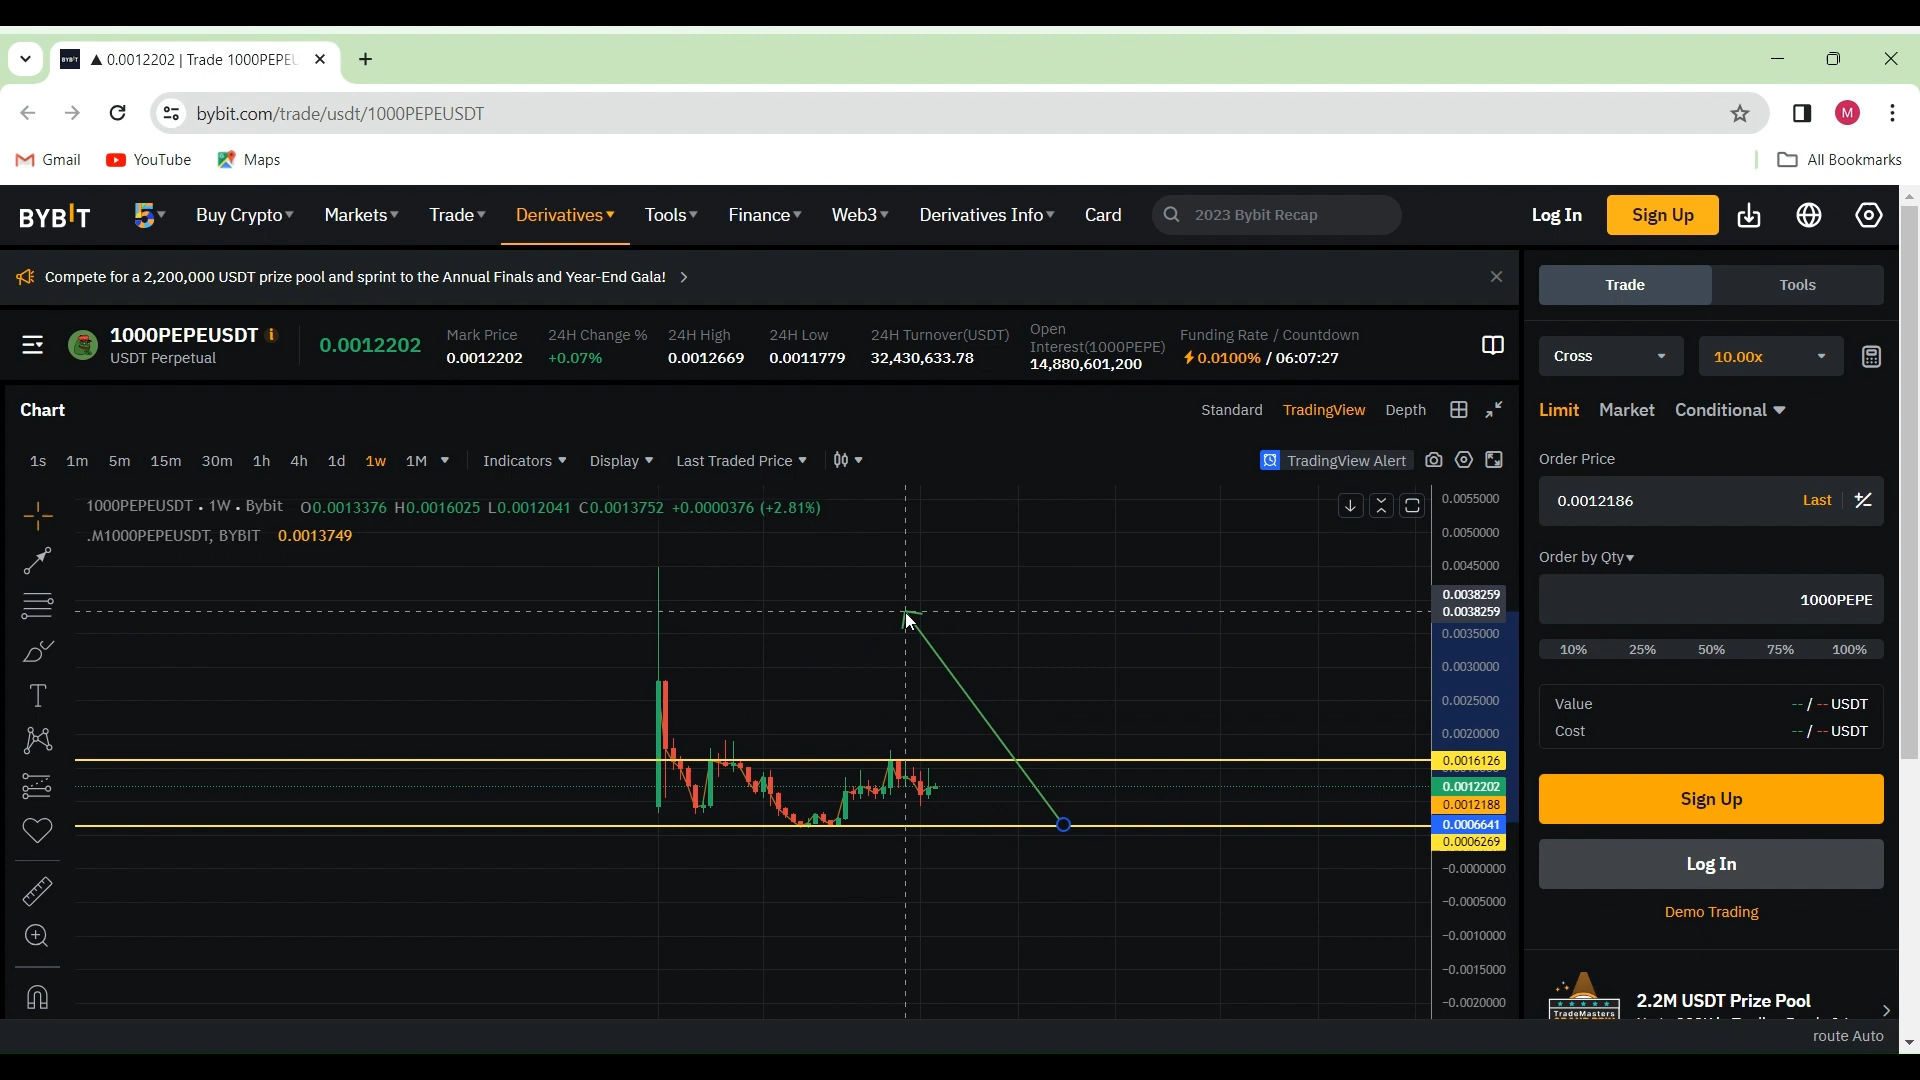 ▲ 0.0012202 | Trade 1000PEPEU
bybit.com/trade/usdt/1000PEPEUSDT
Gmail YouTube Maps All Bookmarks
BYBIT Buy Crypto Markets Trade Derivatives Tools Finance Web3 Derivatives Info Card 2023 Bybit Recap Log In Sign Up
Compete for a 2,200,000 USDT prize pool and sprint to the Annual Finals and Year-End Gala!
Trade Tools
1000PEPEUSDT
USDT Perpetual
0.0012202
Mark Price
0.0012202
24H Change %
+0.07%
24H High
0.0012669
24H Low
0.0011779
24H Turnover(USDT)
32,430,633.78
Open
Interest(1000PEPE)
14,880,601,200
Funding Rate / Countdown
0.0100% / 06:07:27
Cross 10.00x
Chart
Standard TradingView Depth
Limit Market Conditional
1s 1m 5m 15m 30m 1h 4h 1d 1w 1M Indicators Display Last Traded Price TradingView Alert
Order Price
0.0012186 Last
1000PEPEUSDT · 1W · Bybit O0.0013376 H0.0016025 L0.0012041 C0.0013752 +0.0000376 (+2.81%)
.M1000PEPEUSDT, BYBIT 0.0013749
0.0055000
0.0050000
0.0045000
0.0038259
0.0038259
0.0035000
0.0030000
0.0025000
0.0020000
0.0016126
0.0012202
0.0012188
0.0006641
0.0006269
−0.0000000
−0.0005000
−0.0010000
−0.0015000
−0.0020000
Order by Qty
1000PEPE
10% 25% 50% 75% 100%
Value -- / -- USDT
Cost -- / -- USDT
Sign Up
Log In
Demo Trading
2.2M USDT Prize Pool
TradeMasters
route Auto
M